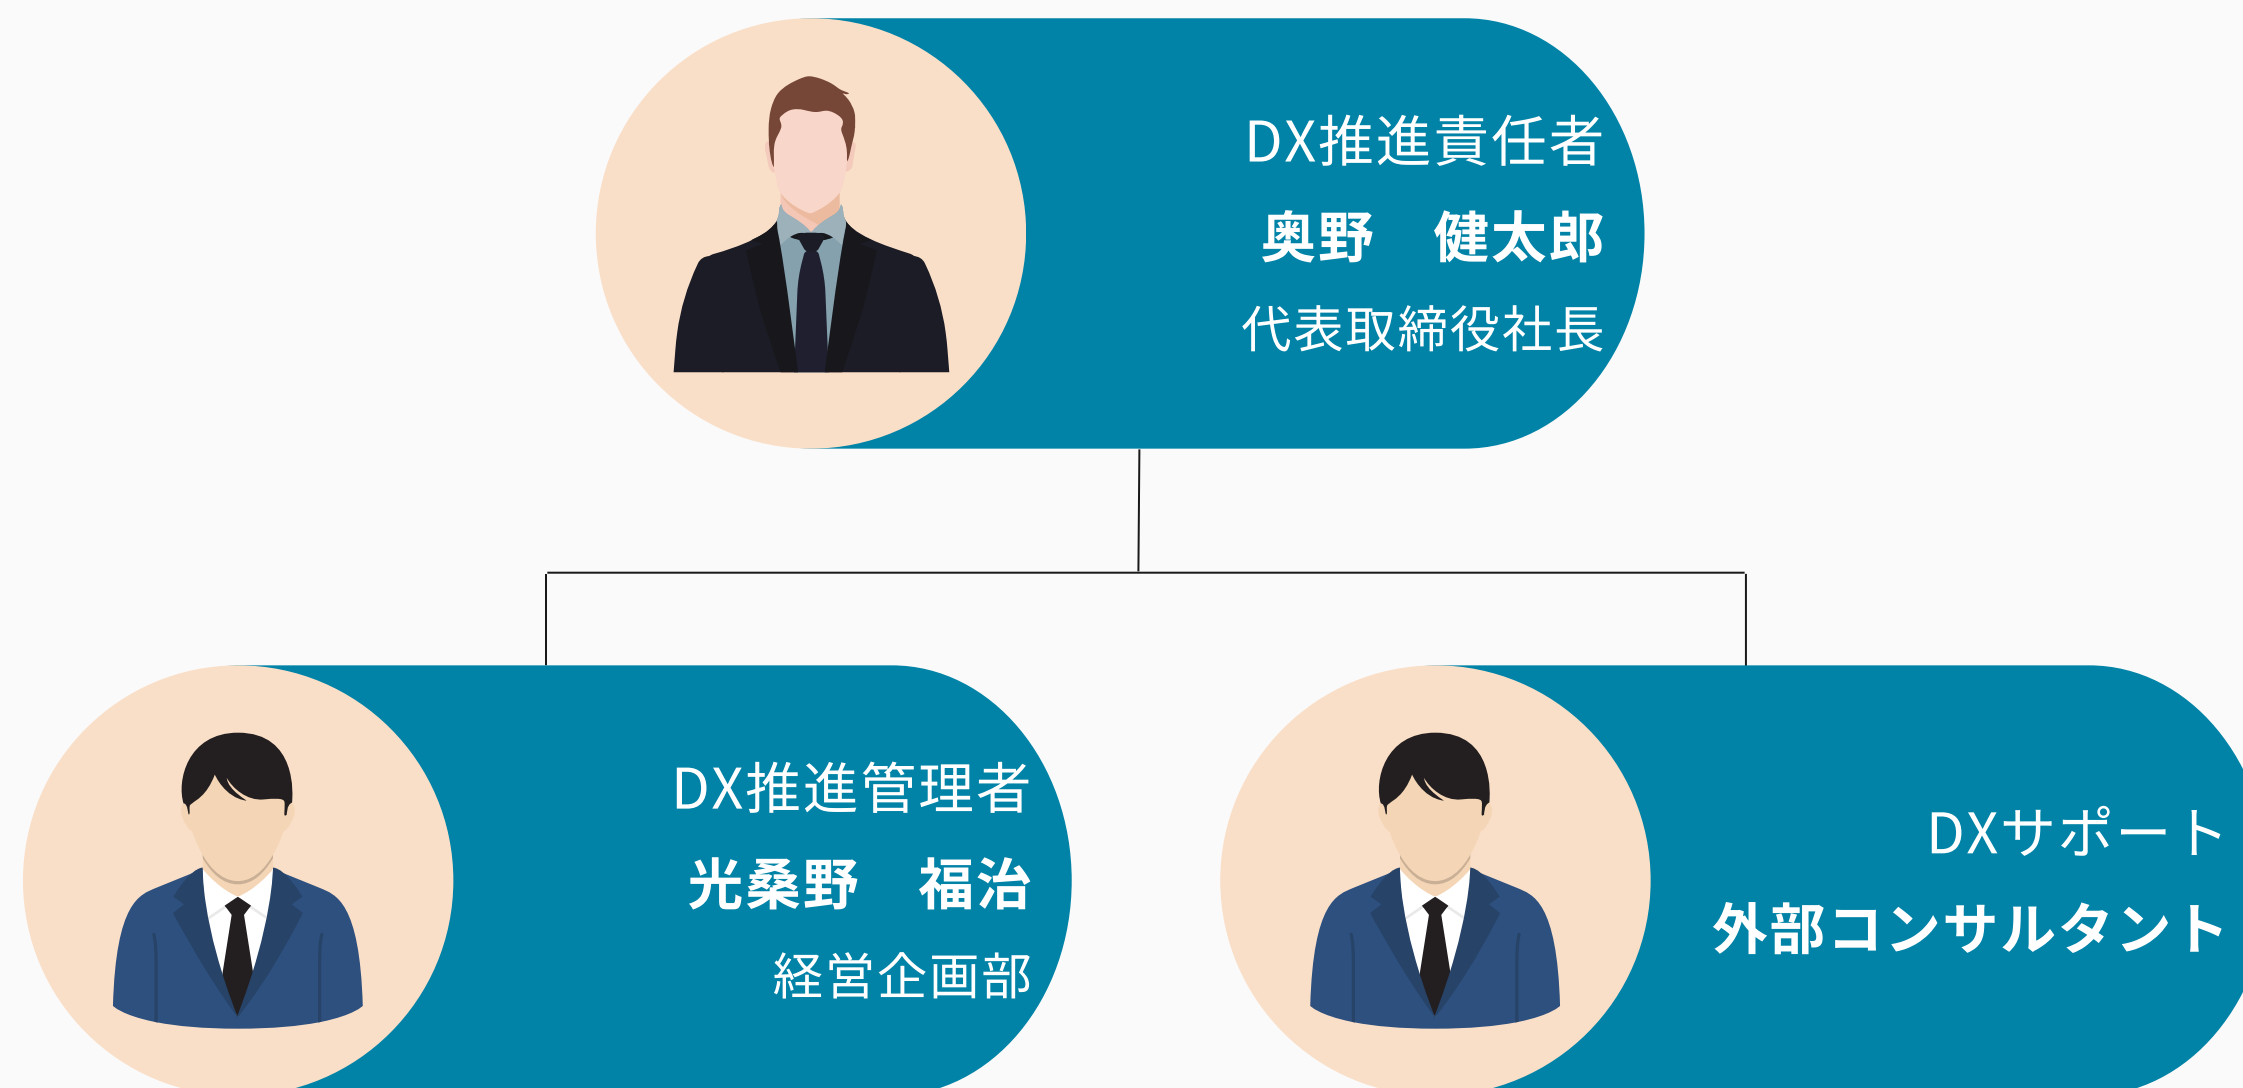 DX推進責任者
奥野　健太郎
代表取締役社長
DX推進管理者
光桑野　福治
経営企画部
DXサポート
外部コンサルタント